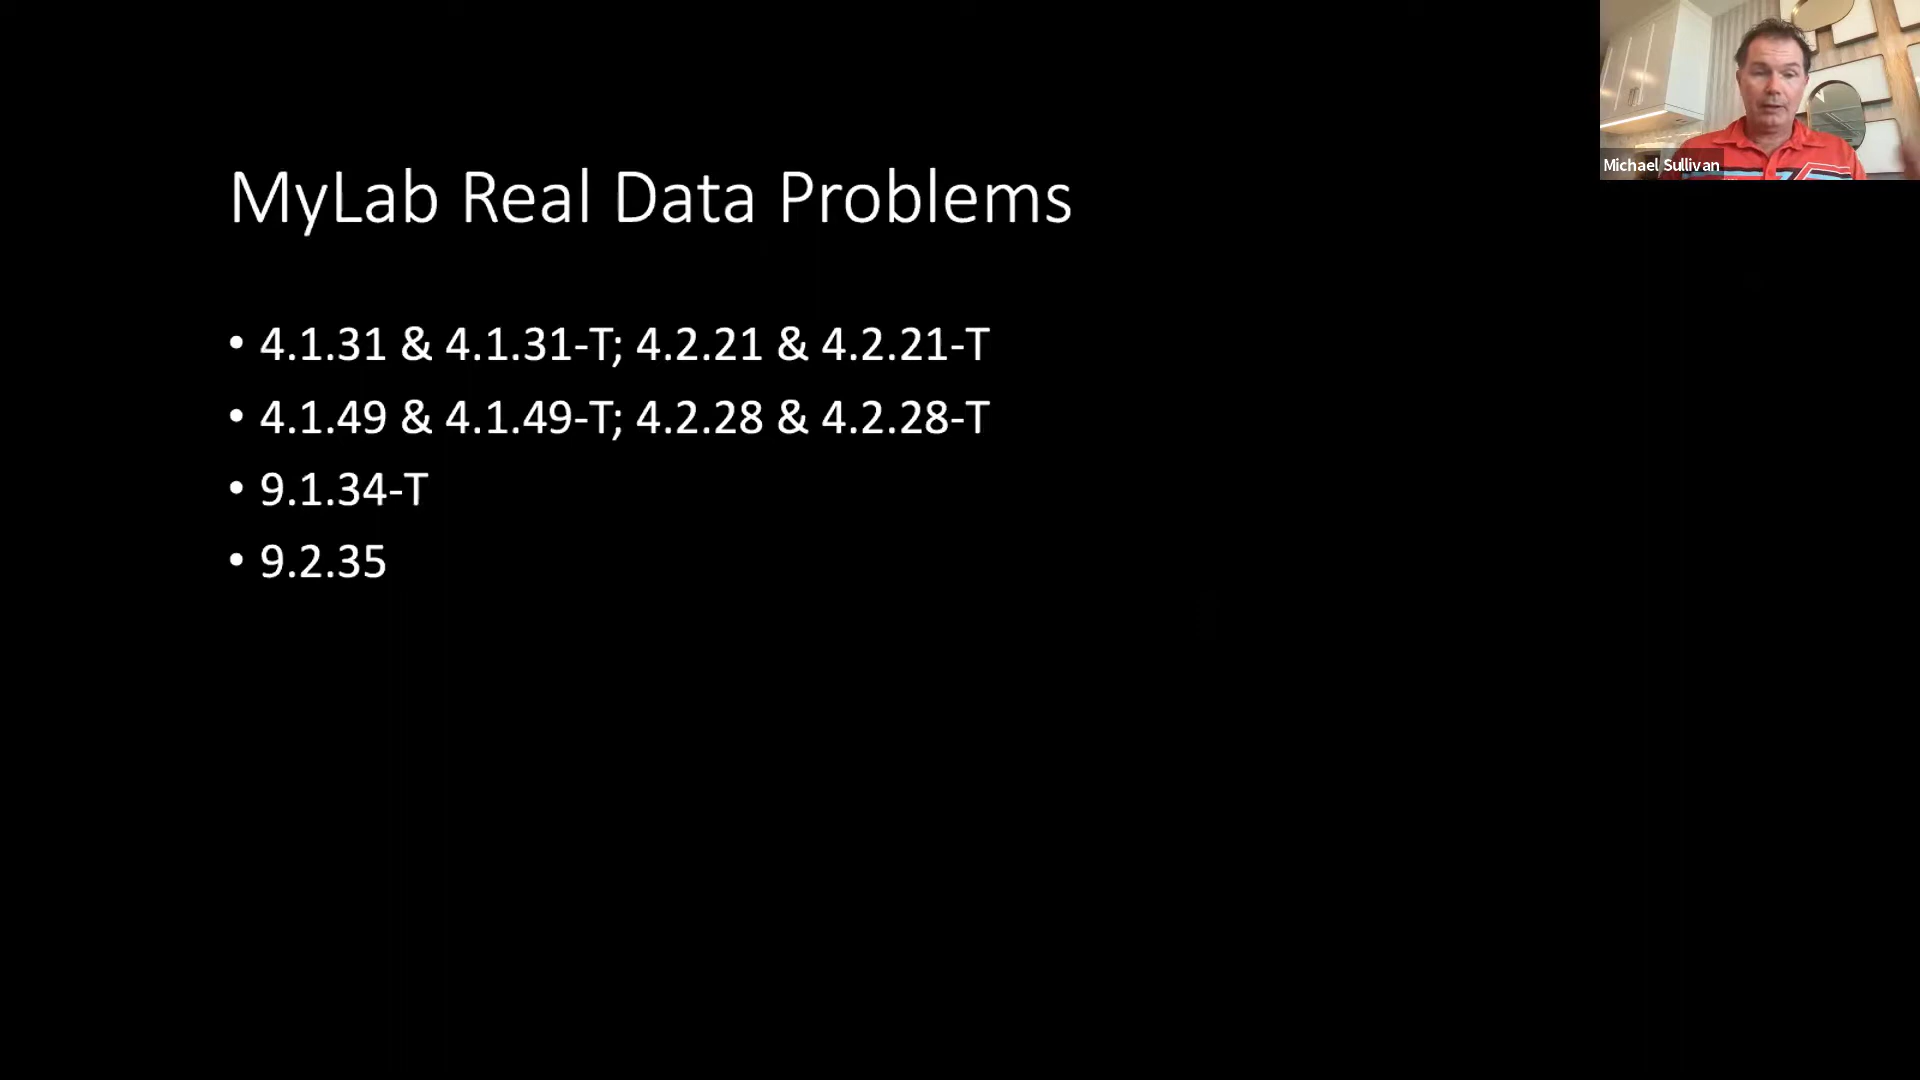 Michael Sullivan
MyLab Real Data Problems
• 4.1.31 & 4.1.31-T; 4.2.21 & 4.2.21-T
• 4.1.49 & 4.1.49-T; 4.2.28 & 4.2.28-T
• 9.1.34-T
• 9.2.35